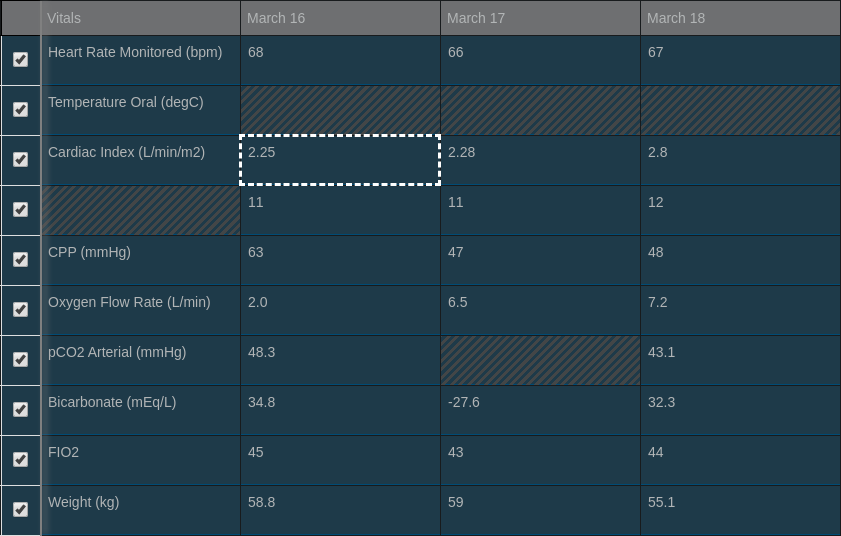 Vitals March 16 March 17 March 18
Heart Rate Monitored (bpm) 68 66 67
Temperature Oral (degC)
Cardiac Index (L/min/m2) 2.25 2.28 2.8
11 11 12
CPP (mmHg) 63 47 48
Oxygen Flow Rate (L/min) 2.0 6.5 7.2
pCO2 Arterial (mmHg) 48.3 43.1
Bicarbonate (mEq/L) 34.8 -27.6 32.3
FIO2 45 43 44
Weight (kg) 58.8 59 55.1